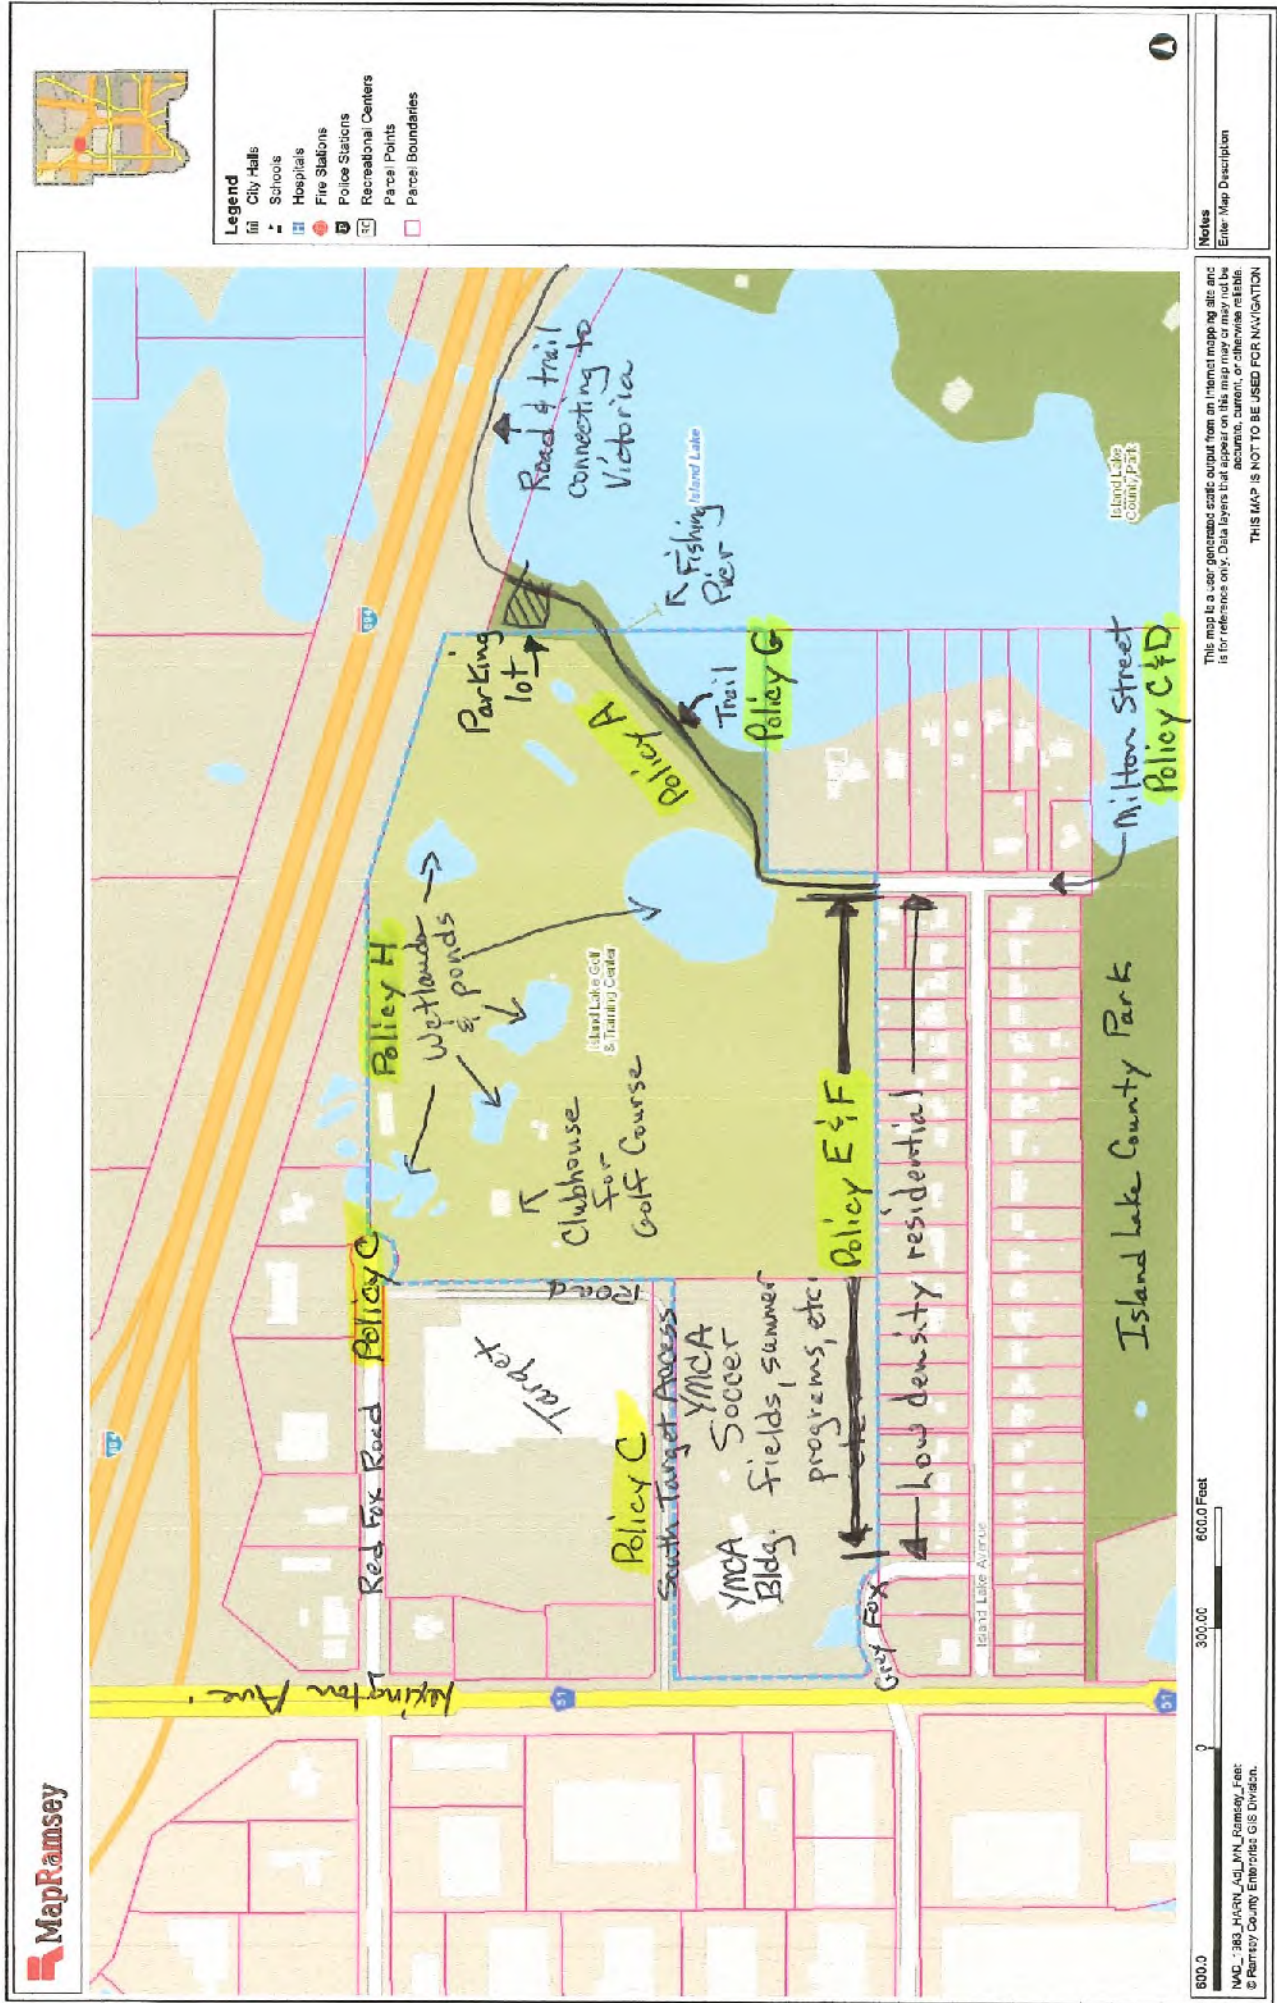 MapRamsey
Legend
City Halls
Schools
Hospitals
Fire Stations
Police Stations
RC Recreational Centers
Parcel Points
Parcel Boundaries
Notes
Enter Map Description
This map is a user generated static output from an Internet mapping site and
is for reference only. Data layers that appear on this map may or may not be
accurate, current, or otherwise reliable.
THIS MAP IS NOT TO BE USED FOR NAVIGATION
600.0 0 300.00 600.0 Feet
NAD_1983_HARN_Adj_MN_Ramsey_Feet
© Ramsey County Enterprise GIS Division.
694
694
51
51
Lexington Ave.
Red Fox Road
Policy C
Target
Road
Policy C
South Target Access
YMCA
Bldg.
YMCA
Soccer
fields, summer
programs, etc.
Grey Fox
Policy E & F
Low density residential
Island Lake Avenue
Island Lake County Park
Policy H
Wetlands
& ponds
Clubhouse
for
Golf Course
Island Lake Golf
& Training Center
Parking
lot
Policy A
Trail
Policy G
Fishing
Pier
Island Lake
Road & trail
Connecting to
Victoria
Island Lake
County Park
Milton Street
Policy C & D